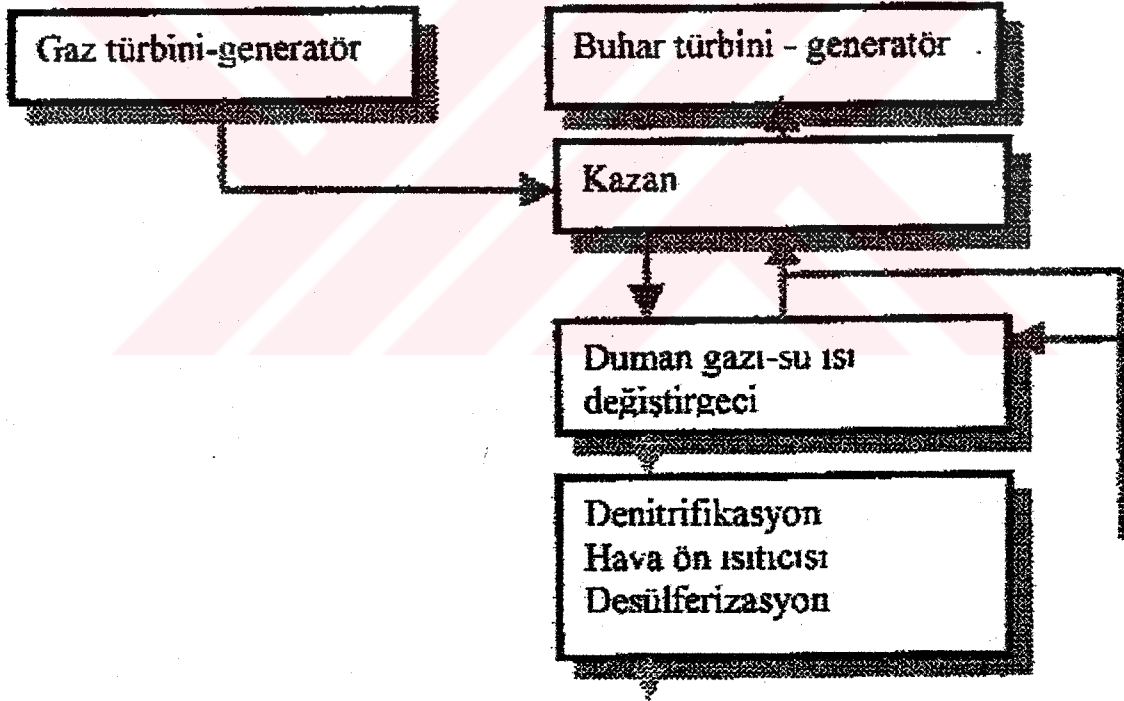 Gaz türbini-generatör
Buhar türbini - generatör
Kazan
Duman gazı-su ısı
değiştirgeci
Denitrifikasyon
Hava ön ısıtıcısı
Desülferizasyon